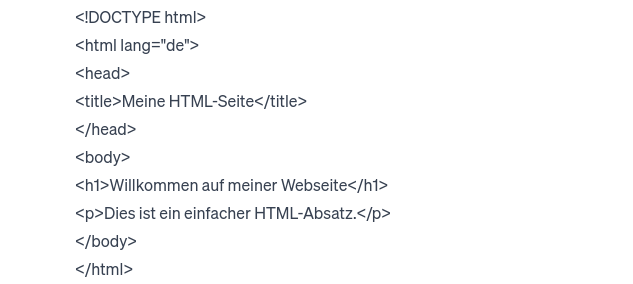 <!DOCTYPE html>
<html lang="de">
<head>
<title>Meine HTML-Seite</title>
</head>
<body>
<h1>Willkommen auf meiner Webseite</h1>
<p>Dies ist ein einfacher HTML-Absatz.</p>
</body>
</html>